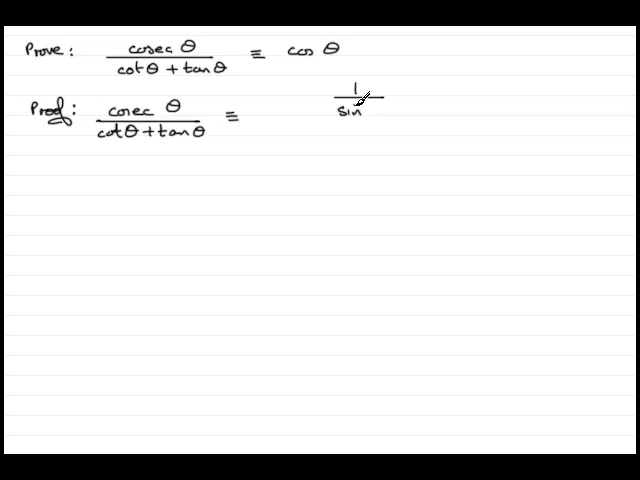 Prove: cosec θ / cot θ + tan θ ≡ cos θ
Proof: cosec θ / cot θ + tan θ ≡ 1 / sin